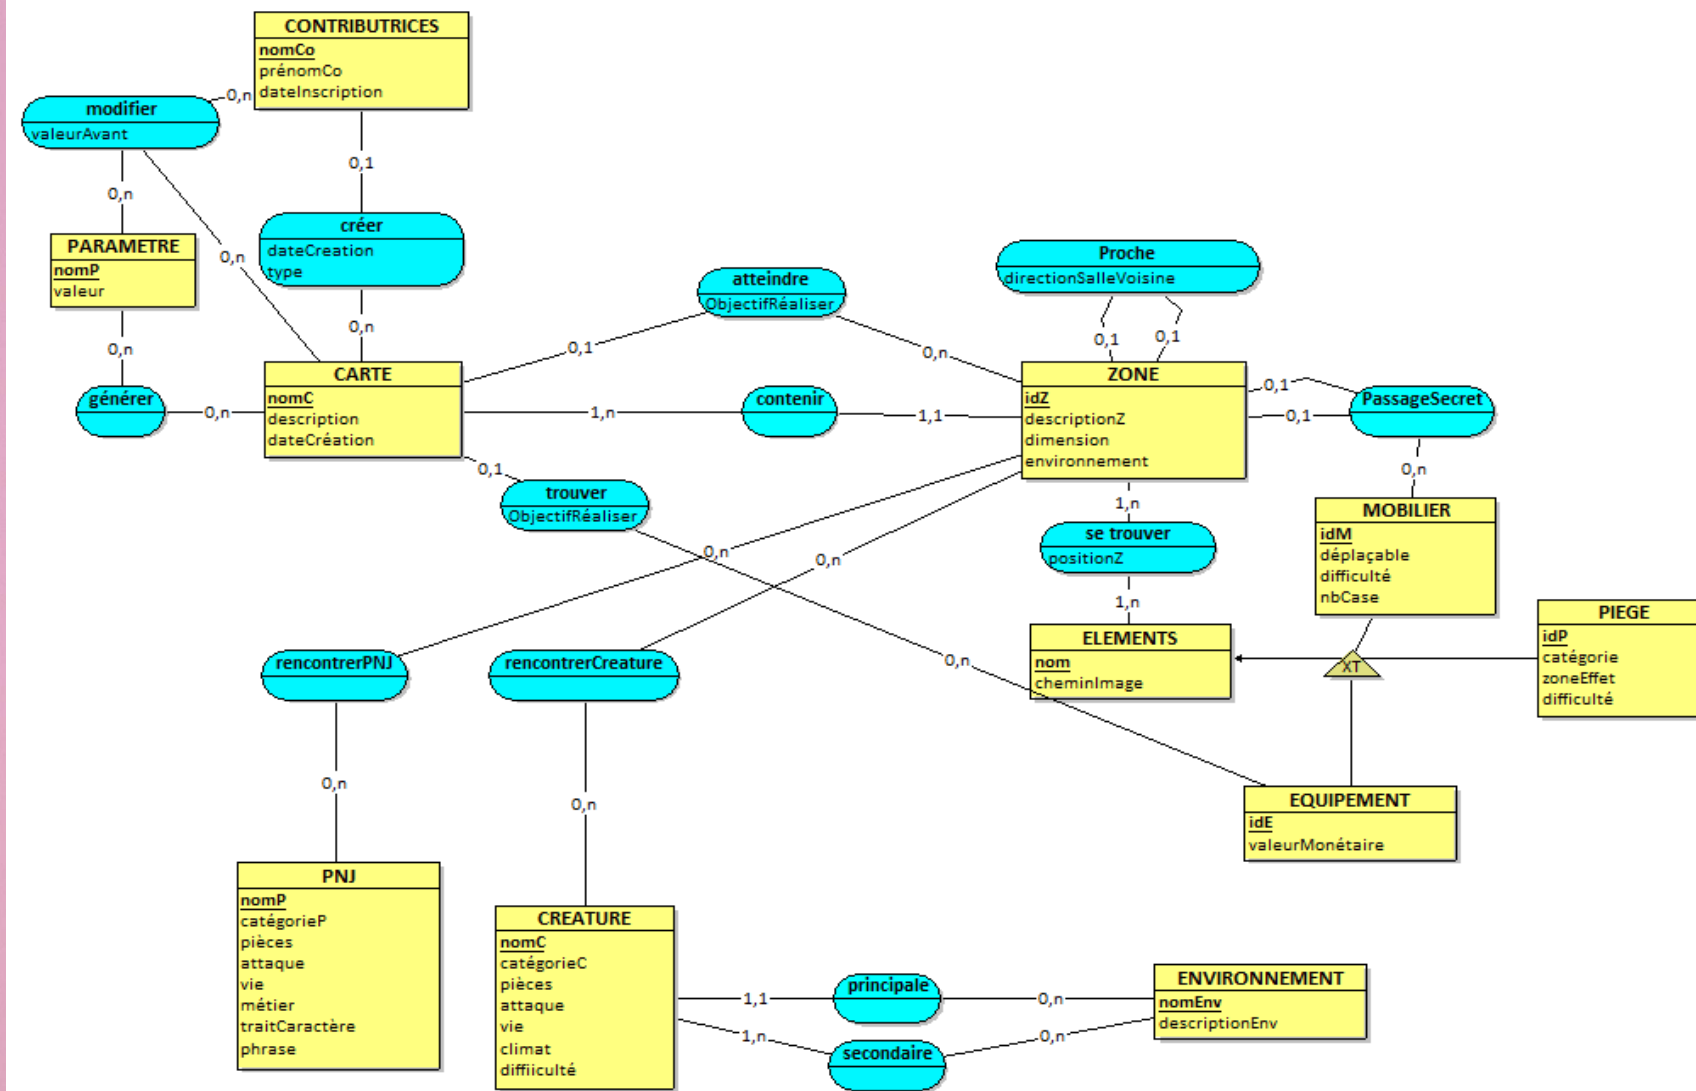 CONTRIBUTRICES
nomCo
prénomCo
dateInscription
0,n
modifier
valeurAvant
0,1
0,n
créer
dateCreation
type
PARAMETRE
nomP
valeur
0,n
0,n
0,n
générer
0,n
CARTE
nomC
description
dateCréation
atteindre
ObjectifRéaliser
0,1
0,n
Proche
directionSalleVoisine
0,1
0,1
contenir
1,n
1,1
ZONE
idZ
descriptionZ
dimension
environnement
0,1
0,1
PassageSecret
0,n
0,1
trouver
ObjectifRéaliser
1,n
se trouver
positionZ
1,n
MOBILIER
idM
déplaçable
difficulté
nbCase
0,n
0,n
PIEGE
idP
catégorie
zoneEffet
difficulté
ELEMENTS
nom
cheminImage
XT
0,n
rencontrerPNJ
rencontrerCreature
0,n
0,n
EQUIPEMENT
idE
valeurMonétaire
PNJ
nomP
catégorieP
pièces
attaque
vie
métier
traitCaractère
phrase
CREATURE
nomC
catégorieC
pièces
attaque
vie
climat
diffiiculté
1,1
principale
0,n
1,n
secondaire
0,n
ENVIRONNEMENT
nomEnv
descriptionEnv